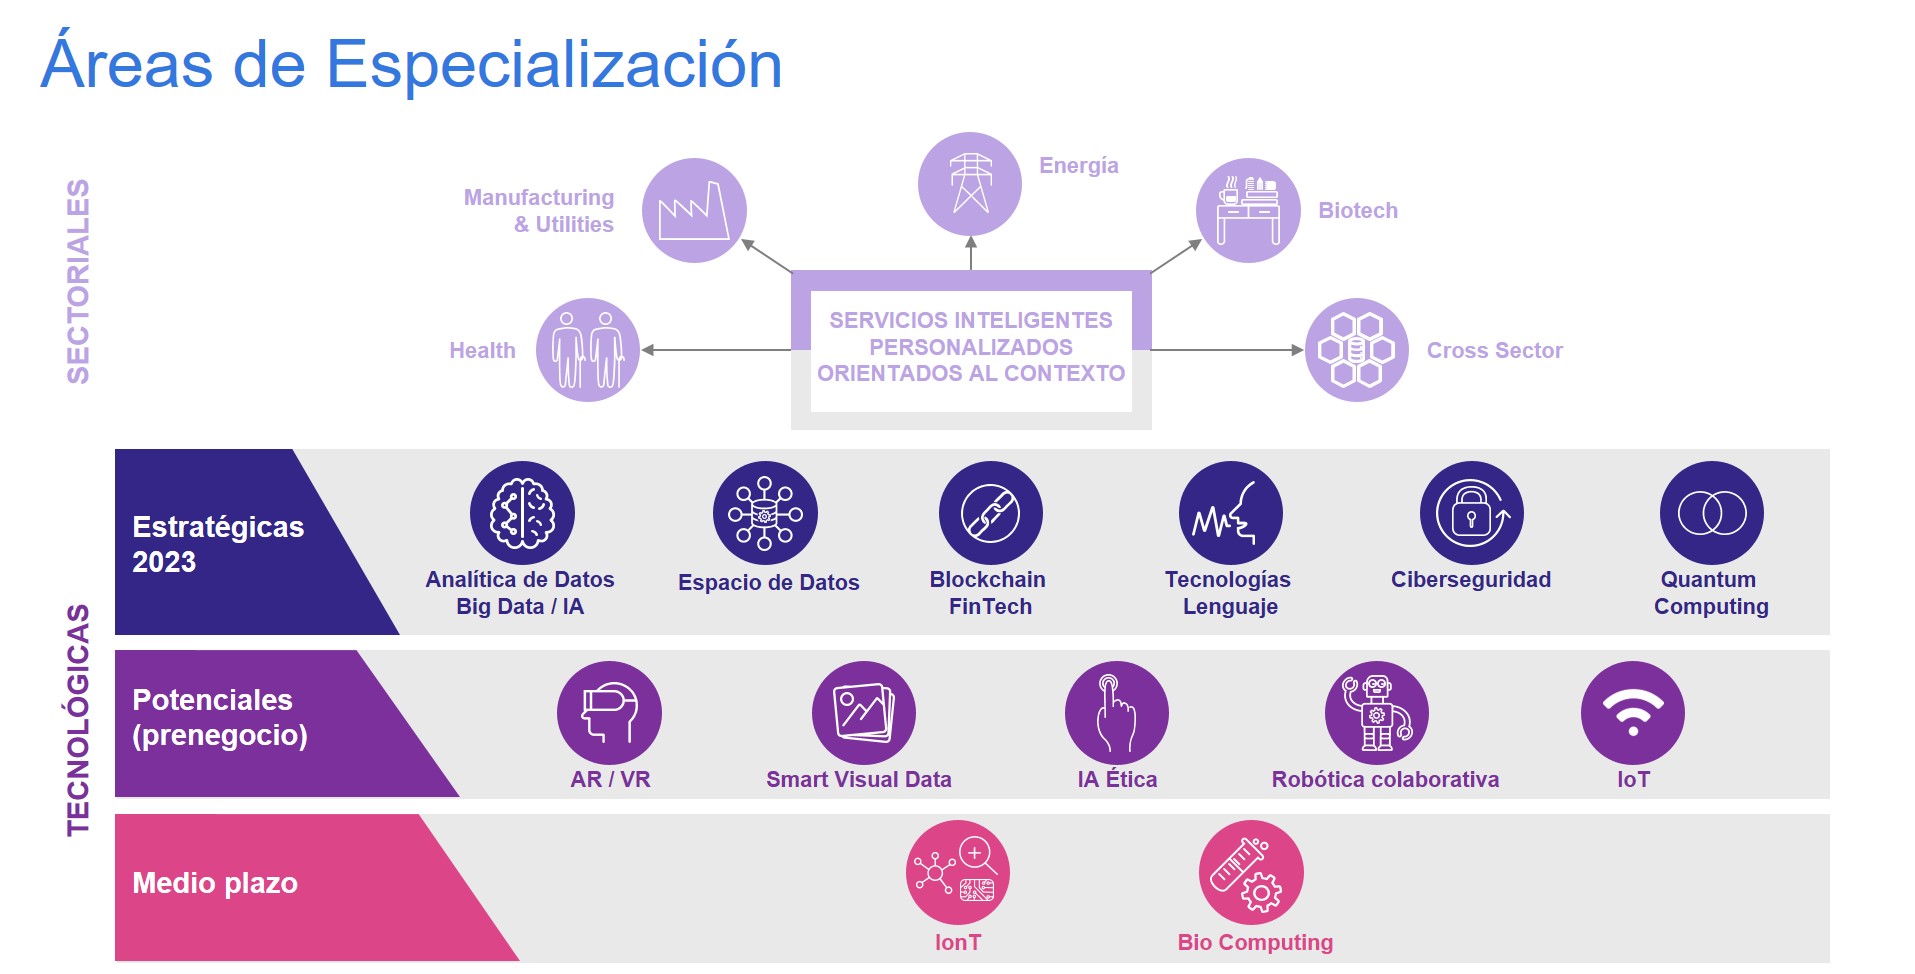 Áreas de Especialización
SECTORIALES
Manufacturing
& Utilities
Energía
Biotech
Health
SERVICIOS INTELIGENTES
PERSONALIZADOS
ORIENTADOS AL CONTEXTO
Cross Sector
TECNOLÓGICAS
Estratégicas
2023
Analítica de Datos
Big Data / IA
Espacio de Datos
Blockchain
FinTech
Tecnologías
Lenguaje
Ciberseguridad
Quantum
Computing
Potenciales
(prenegocio)
AR / VR
Smart Visual Data
IA Ética
Robótica colaborativa
IoT
Medio plazo
IonT
Bio Computing